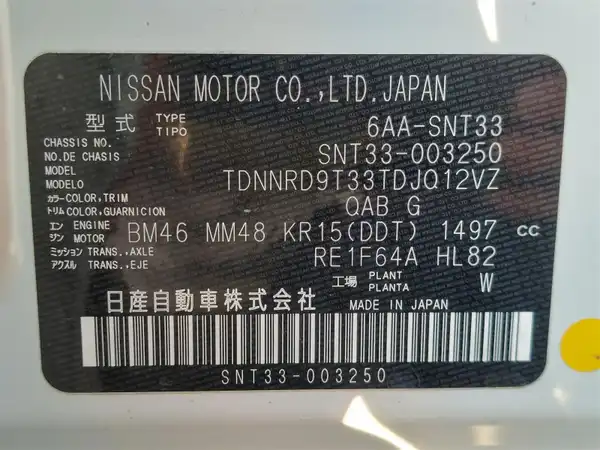 NISSAN MOTOR CO.,LTD.JAPAN
型式 TYPE TIPO 6AA-SNT33
CHASSIS NO. NO.DE CHASIS SNT33-003250
MODEL MODELO TDNNRD9T33TDJQ12VZ
カラー COLOR,TRIM トリム COLOR,GUARNICION QAB G
エン ジン ENGINE MOTOR BM46 MM48 KR15(DDT) 1497 CC
ミッション TRANS.,AXLE アクスル TRANS.,EJE RE1F64A HL82
工場 PLANT PLANTA W
日産自動車株式会社 MADE IN JAPAN
SNT33-003250